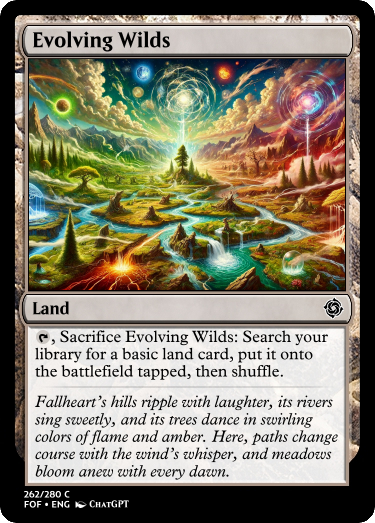 Evolving Wilds
Land
, Sacrifice Evolving Wilds: Search your
library for a basic land card, put it onto
the battlefield tapped, then shuffle.
Fallheart’s hills ripple with laughter, its rivers
sing sweetly, and its trees dance in swirling
colors of flame and amber. Here, paths change
course with the wind’s whisper, and meadows
bloom anew with every dawn.
262/280 C
FOF • ENG ChatGPT